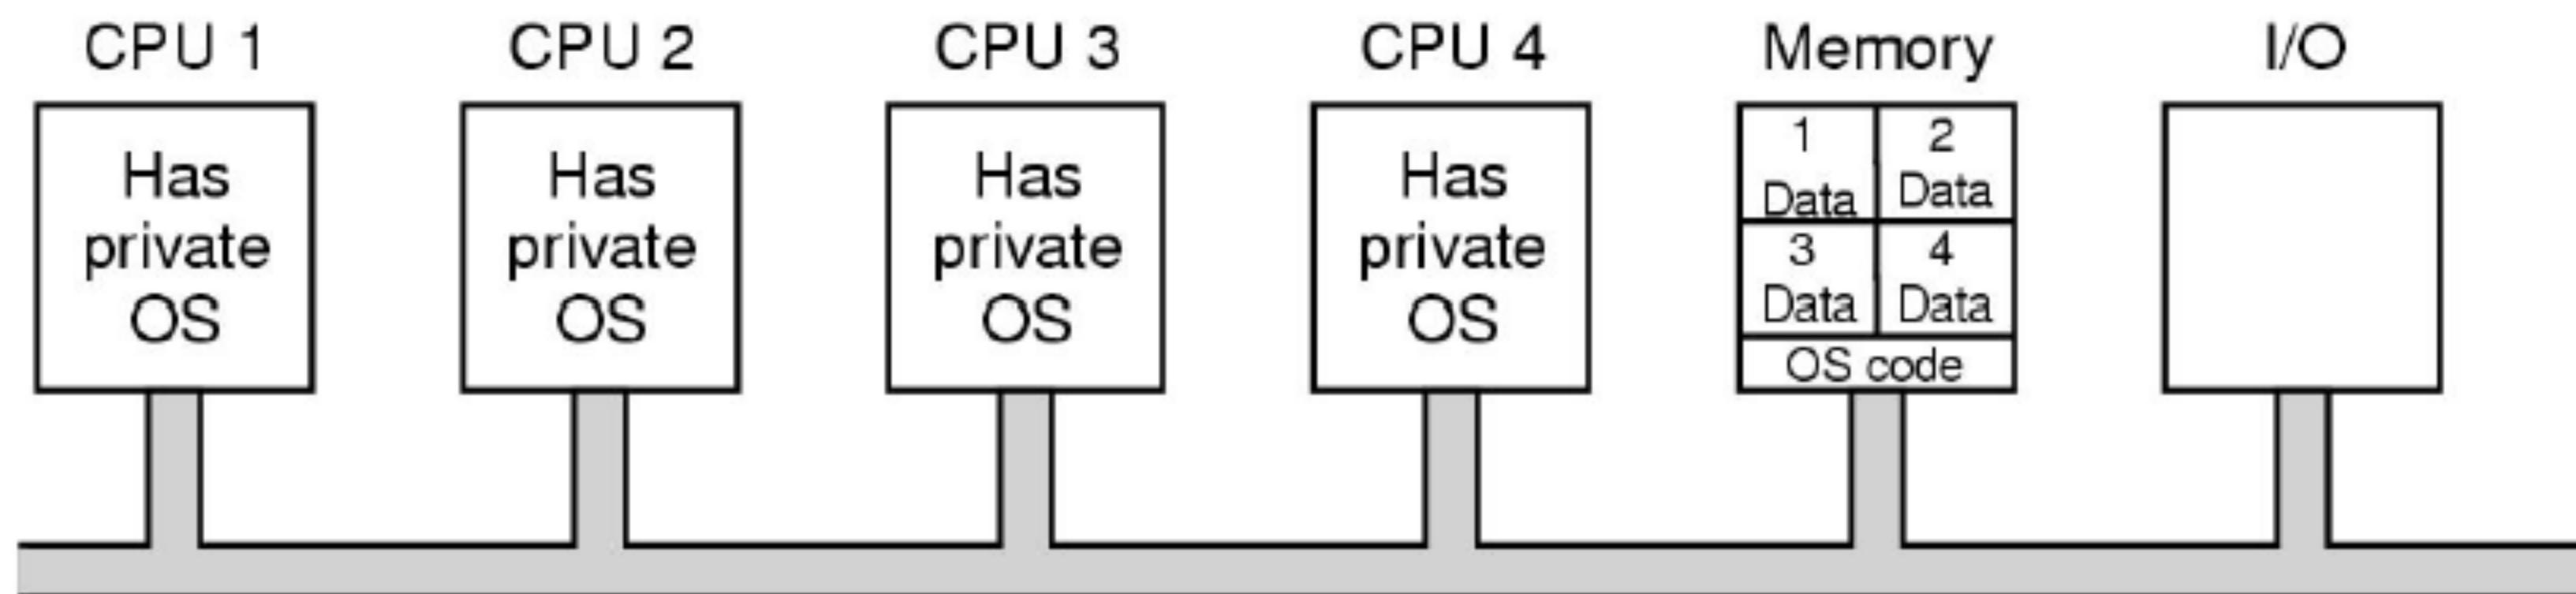 CPU 1
CPU 2
CPU 3
CPU 4
Memory
I/O
Has
private
OS
Has
private
OS
Has
private
OS
Has
private
OS
1
Data
2
Data
3
Data
4
Data
OS code